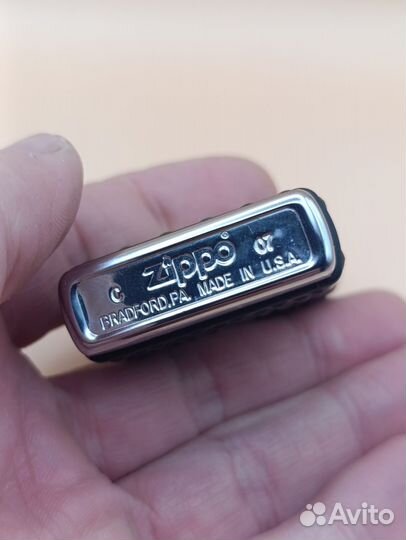 C Zippo 07
BRADFORD,PA. MADE IN U.S.A.
Avito